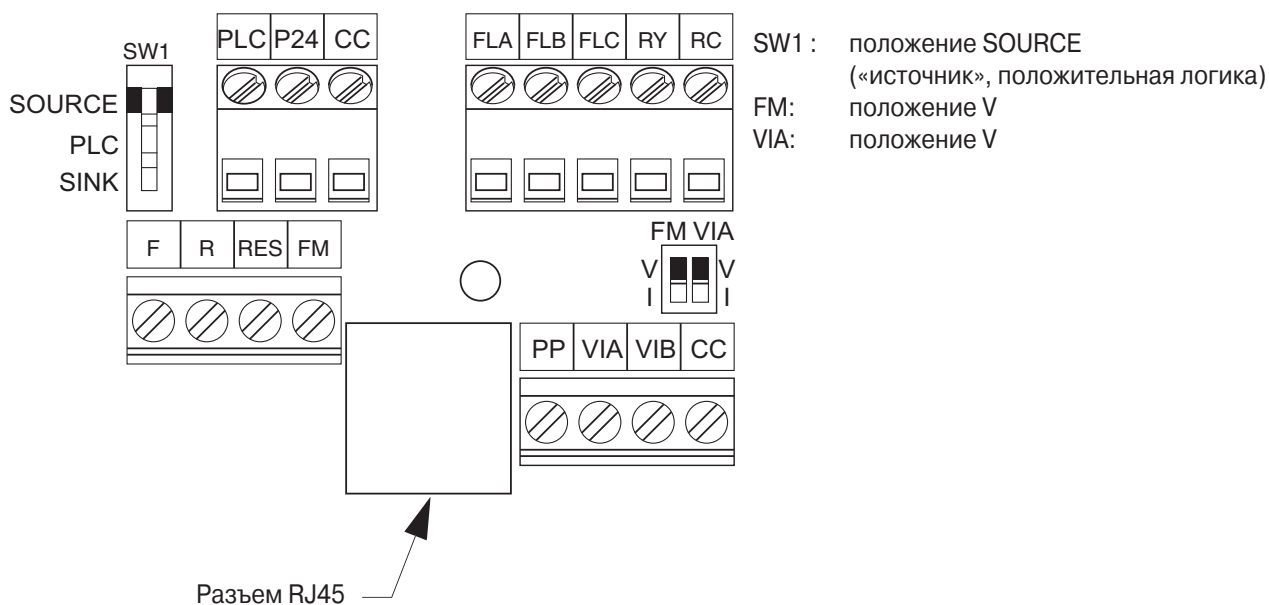 SW1
PLC P24 CC
FLA FLB FLC RY RC
SW1 : положение SOURCE
(«источник», положительная логика)
FM: положение V
VIA: положение V
SOURCE
PLC
SINK
F R RES FM
FM VIA
V V
I I
PP VIA VIB CC
Разъем RJ45